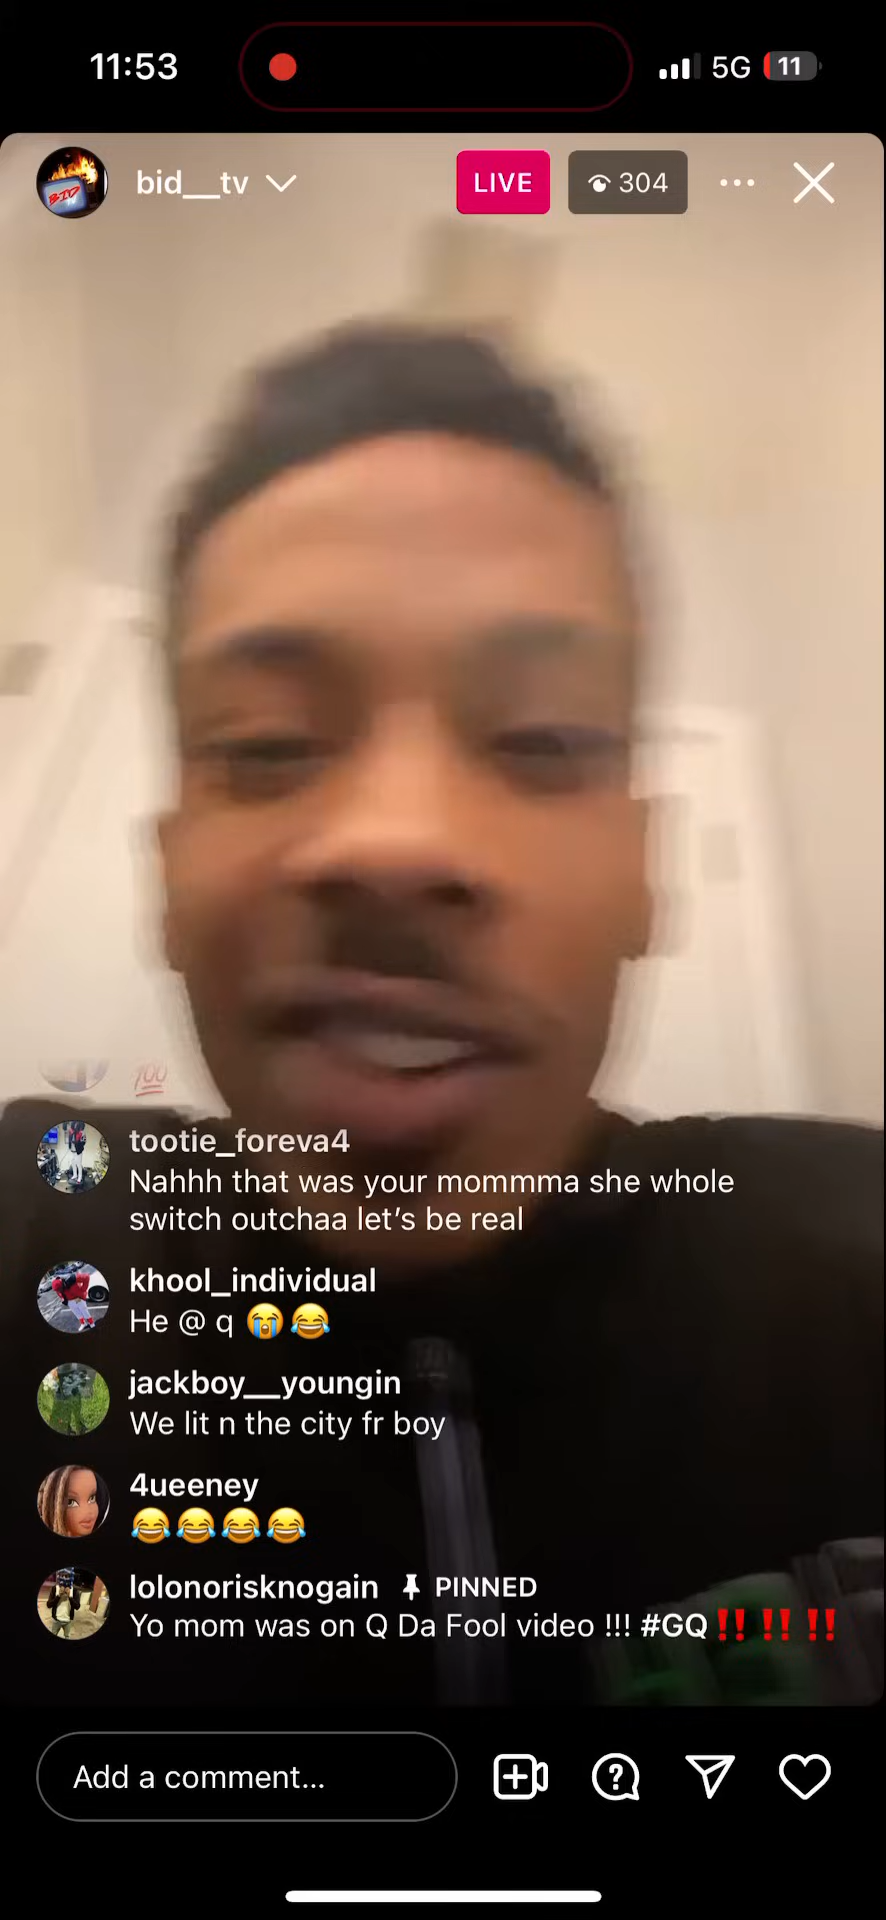 11:53
5G
11
BID
bid__tv
LIVE
304
💯
tootie_foreva4
Nahhh that was your mommma she whole
switch outchaa let's be real
khool_individual
He @ q 😭😂
jackboy__youngin
We lit n the city fr boy
4ueeney
😂😂😂😂
lolonorisknogain PINNED
Yo mom was on Q Da Fool video !!! #GQ‼️‼️‼️
Add a comment...